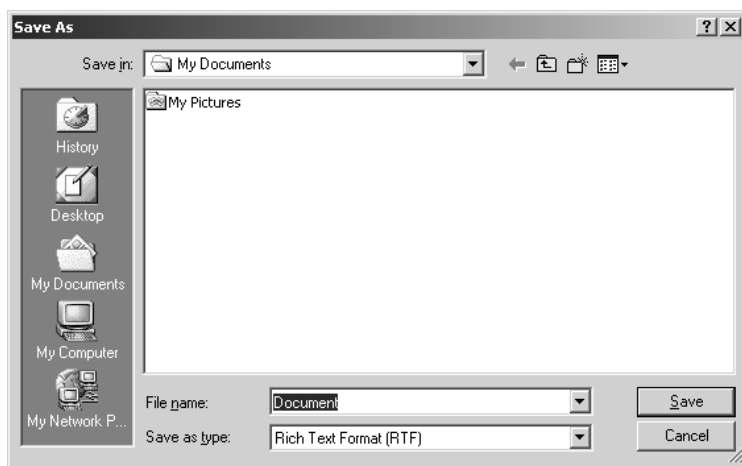 Save As
Save in: My Documents
My Pictures
History
Desktop
My Documents
My Computer
My Network P...
File name: Document Save
Save as type: Rich Text Format (RTF) Cancel